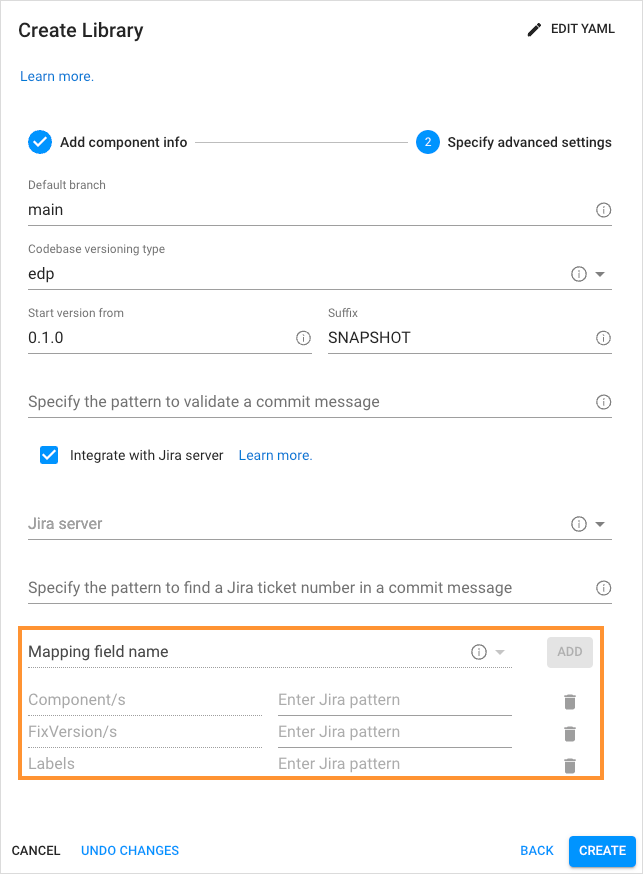 Create Library
EDIT YAML
Learn more.
Add component info
2
Specify advanced settings
Default branch
main
Codebase versioning type
edp
Start version from
Suffix
0.1.0
SNAPSHOT
Specify the pattern to validate a commit message
Integrate with Jira server Learn more.
Jira server
Specify the pattern to find a Jira ticket number in a commit message
Mapping field name
ADD
Component/s Enter Jira pattern
FixVersion/s Enter Jira pattern
Labels Enter Jira pattern
CANCEL UNDO CHANGES BACK CREATE